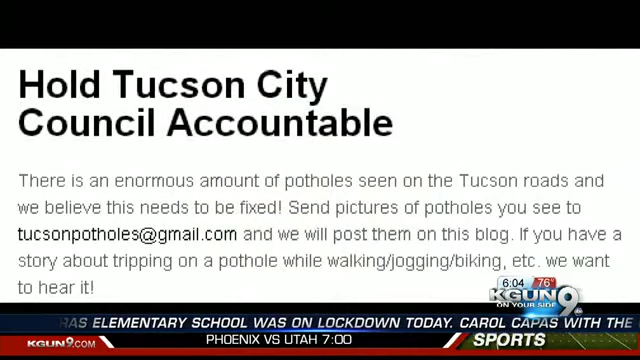 Hold Tucson City
Council Accountable
There is an enormous amount of potholes seen on the Tucson roads and
we believe this needs to be fixed! Send pictures of potholes you see to
tucsonpotholes@gmail.com and we will post them on this blog. If you have a
story about tripping on a pothole while walking/jogging/biking, etc. we want
to hear it!
6:04 76°
KGUN9
ON YOUR SIDE
RAS ELEMENTARY SCHOOL WAS ON LOCKDOWN TODAY. CAROL CAPAS WITH THE
KGUN9.COM PHOENIX VS UTAH 7:00 SPORTS